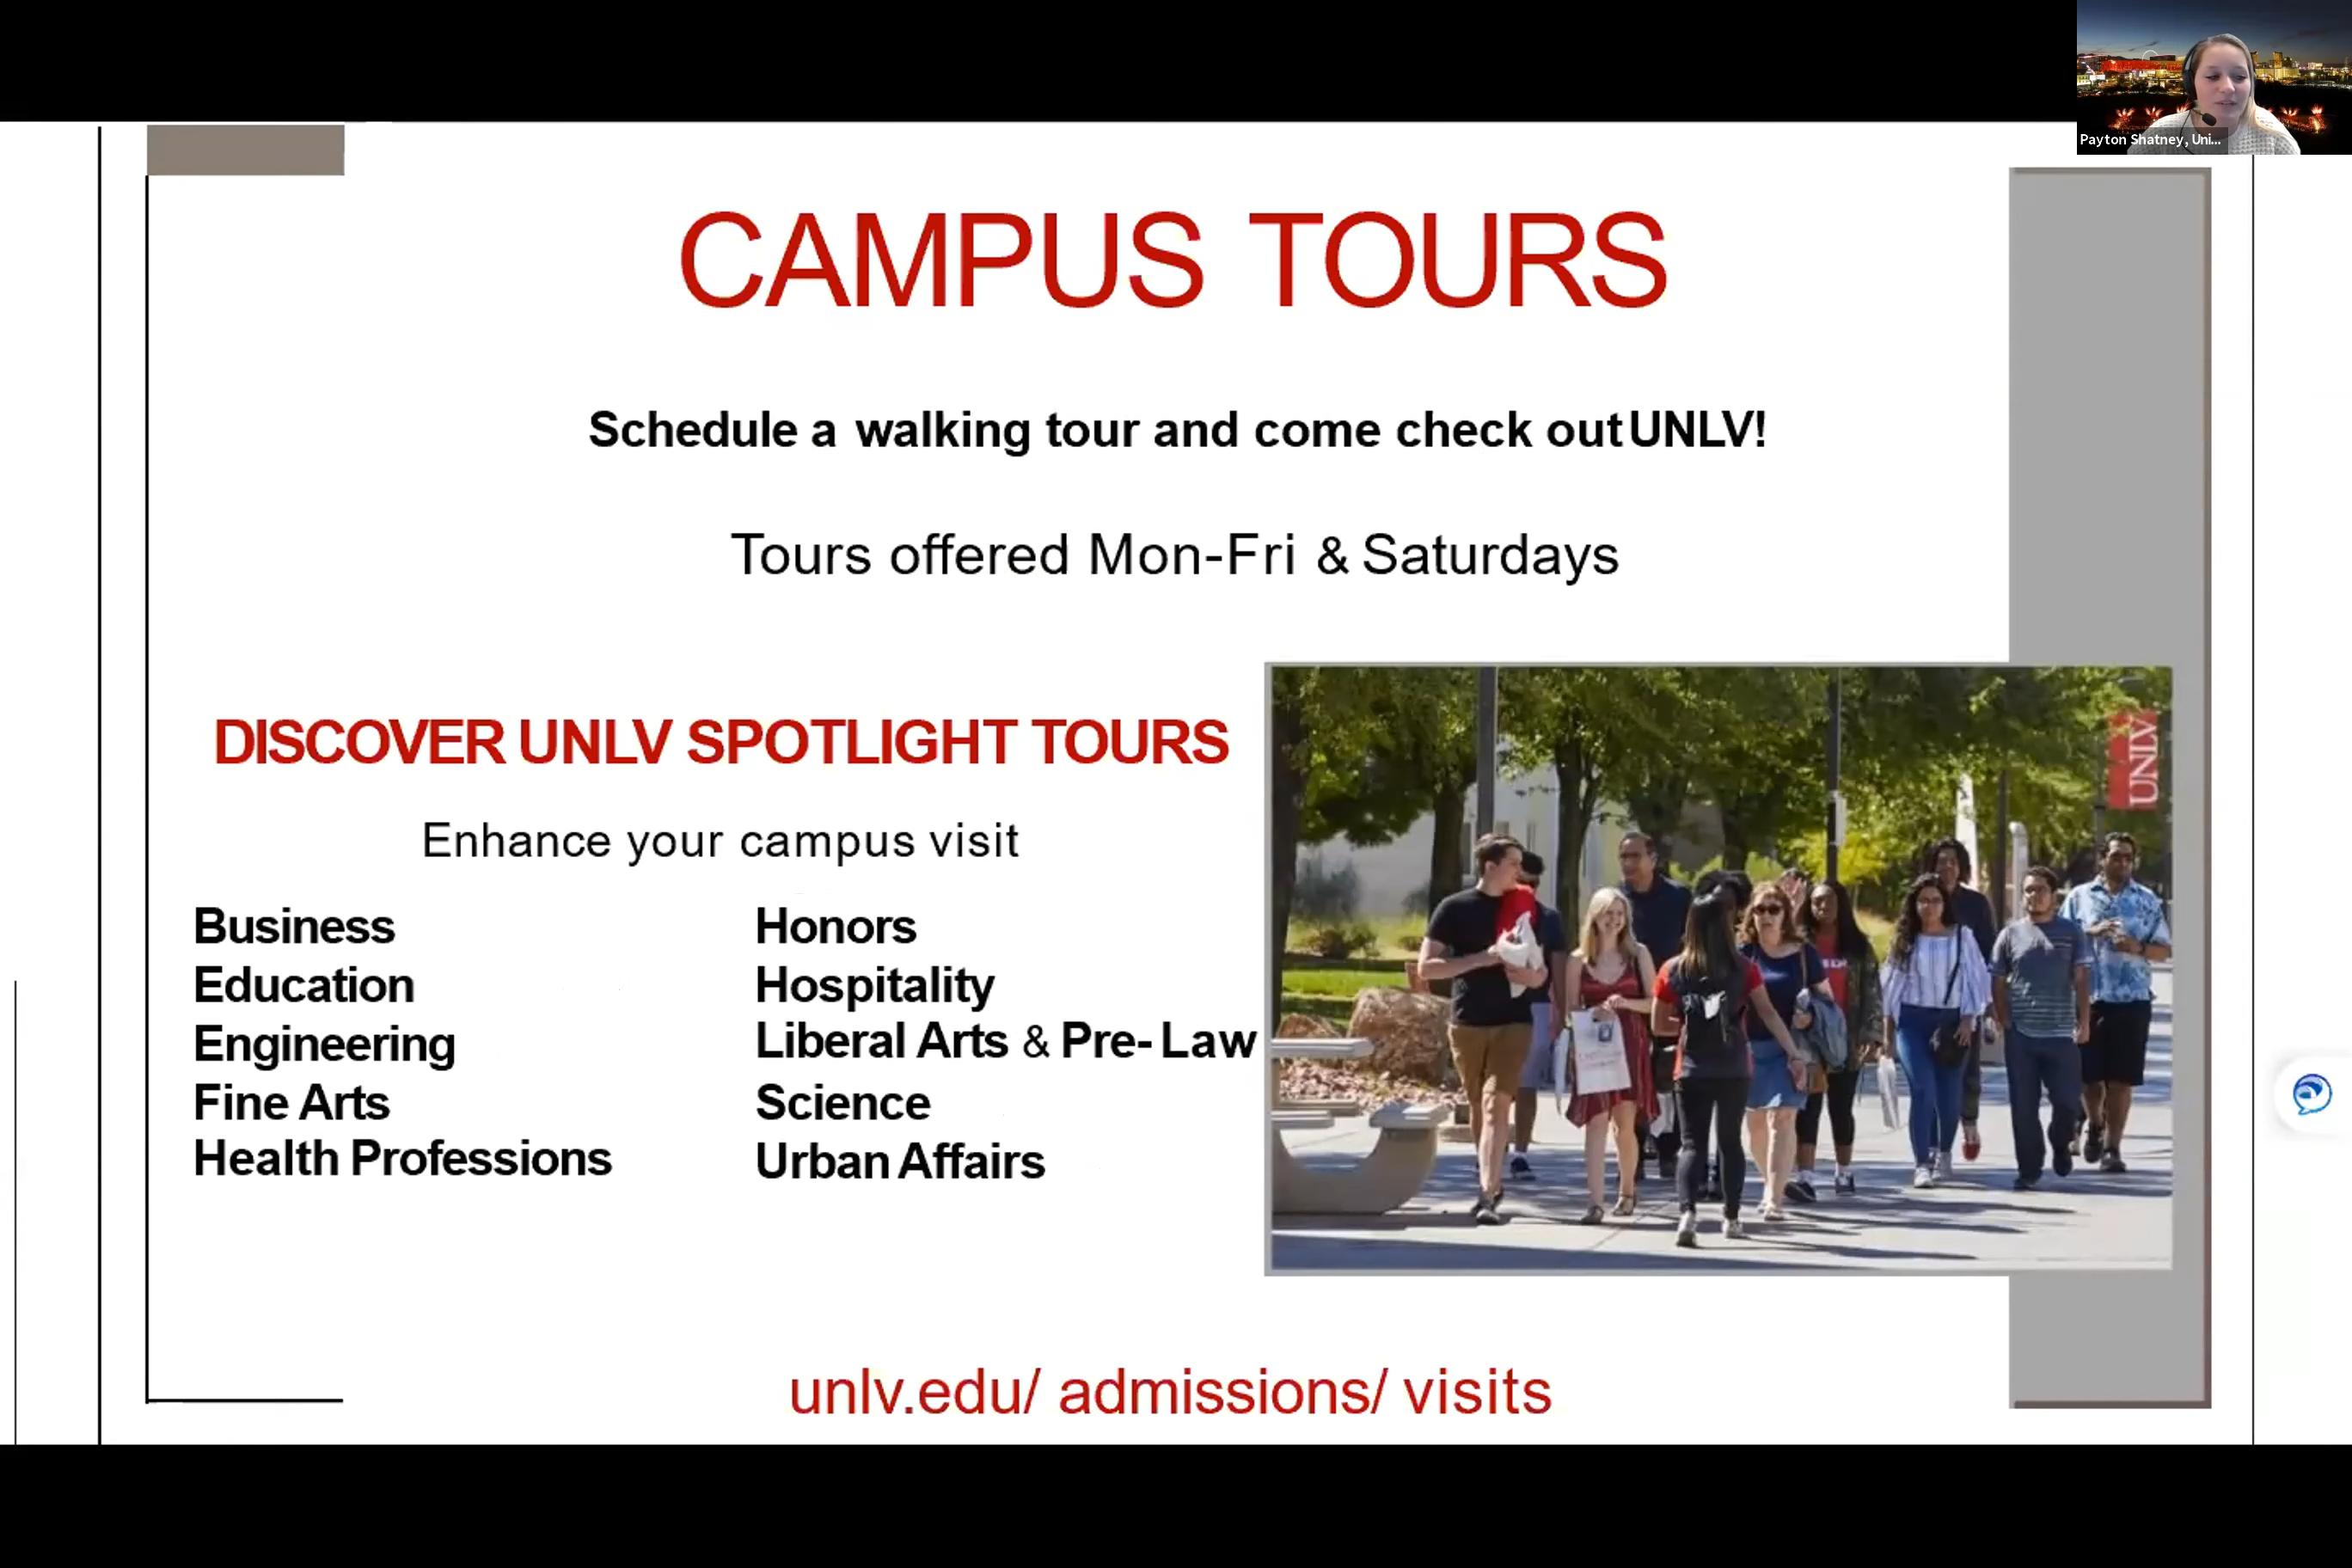 Payton Shatney, Uni...
CAMPUS TOURS
Schedule a walking tour and come check out UNLV!
Tours offered Mon-Fri & Saturdays
DISCOVER UNLV SPOTLIGHT TOURS
Enhance your campus visit
Business
Education
Engineering
Fine Arts
Health Professions
Honors
Hospitality
Liberal Arts & Pre- Law
Science
Urban Affairs
UNLV
unlv.edu/ admissions/ visits